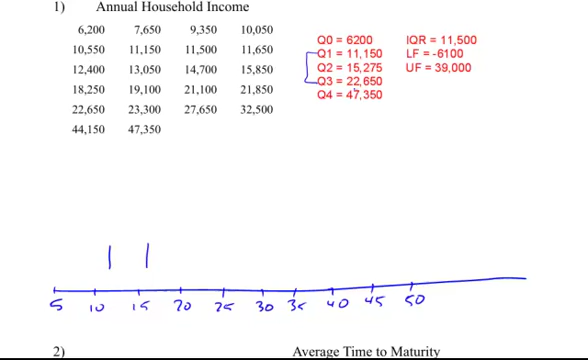 1) Annual Household Income
6,200 7,650 9,350 10,050
10,550 11,150 11,500 11,650
12,400 13,050 14,700 15,850
18,250 19,100 21,100 21,850
22,650 23,300 27,650 32,500
44,150 47,350
Q0 = 6200 IQR = 11,500
Q1 = 11,150 LF = -6100
Q2 = 15,275 UF = 39,000
Q3 = 22,650
Q4 = 47,350
5 10 15 20 25 30 35 40 45 50
2) Average Time to Maturity